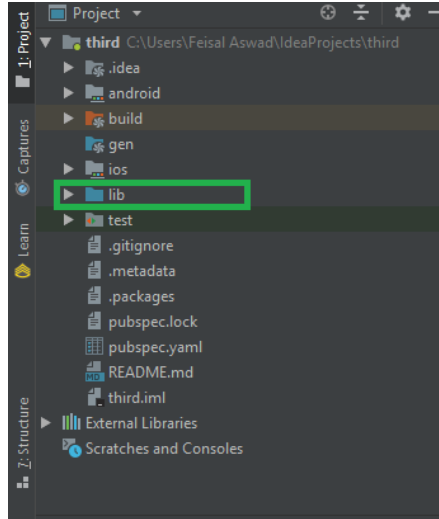 Project
third C:\Users\Feisal Aswad\IdeaProjects\third
.idea
android
build
gen
ios
lib
test
.gitignore
.metadata
.packages
pubspec.lock
pubspec.yaml
README.md
third.iml
External Libraries
Scratches and Consoles
1: Project
Captures
Learn
7: Structure
MD